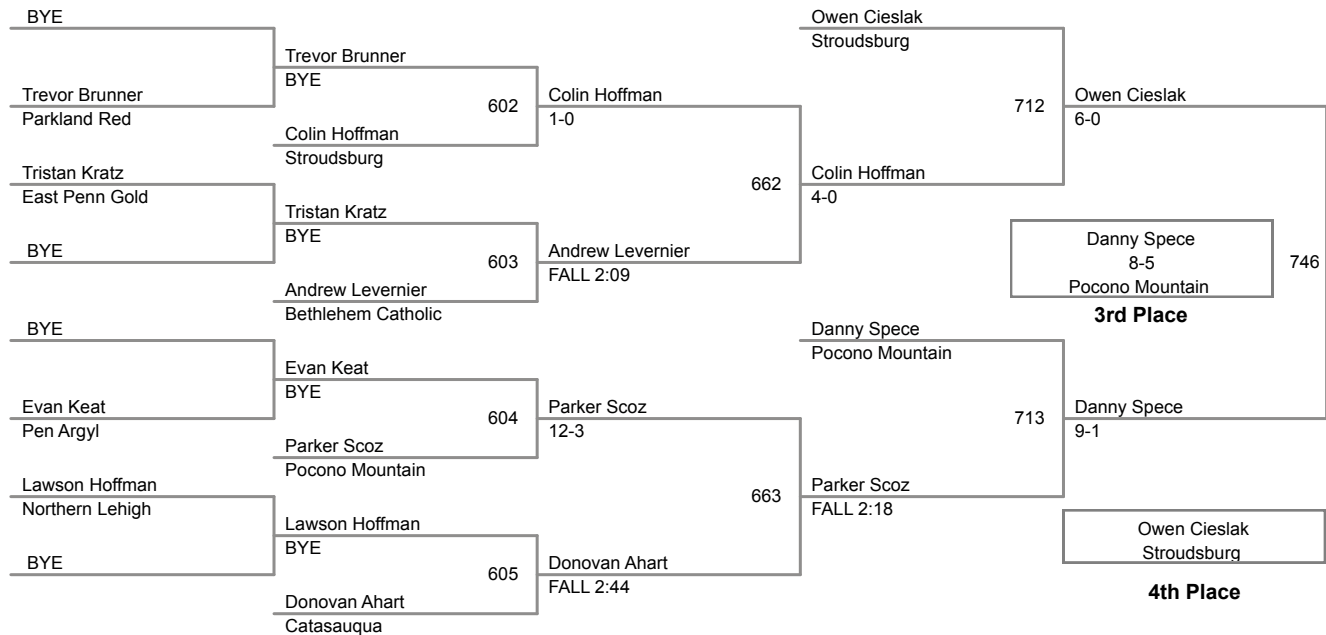 BYE
Trevor Brunner
Parkland Red
Tristan Kratz
East Penn Gold
BYE
BYE
Evan Keat
Pen Argyl
Lawson Hoffman
Northern Lehigh
BYE
Trevor Brunner
BYE
602
Colin Hoffman
Stroudsburg
Tristan Kratz
BYE
603
Andrew Levernier
Bethlehem Catholic
Evan Keat
BYE
604
Parker Scoz
Pocono Mountain
Lawson Hoffman
BYE
605
Donovan Ahart
Catasauqua
Colin Hoffman
1-0
662
Andrew Levernier
FALL 2:09
Parker Scoz
12-3
663
Donovan Ahart
FALL 2:44
Owen Cieslak
Stroudsburg
712
Colin Hoffman
4-0
Danny Spece
Pocono Mountain
713
Parker Scoz
FALL 2:18
Owen Cieslak
6-0
Danny Spece
8-5
Pocono Mountain
746
3rd Place
Danny Spece
9-1
Owen Cieslak
Stroudsburg
4th Place